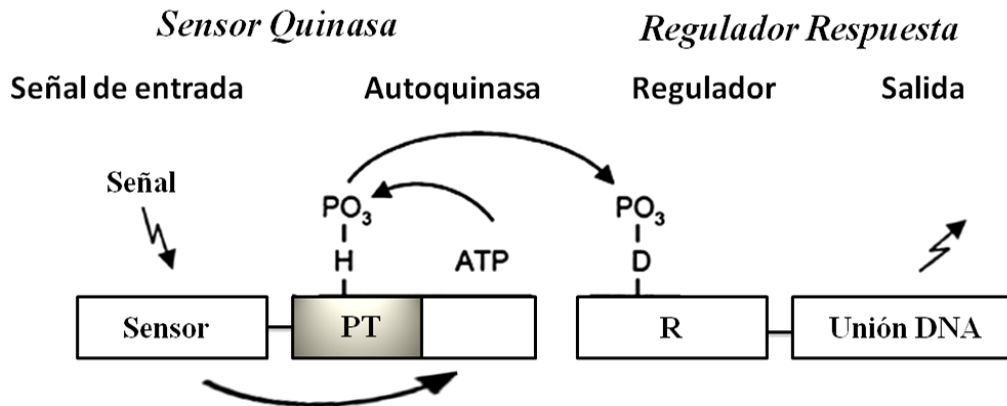 Sensor Quinasa
Regulador Respuesta
Señal de entrada
Autoquinasa
Regulador
Salida
Señal
PO3
PO3
H
ATP
D
Sensor
PT
R
Unión DNA